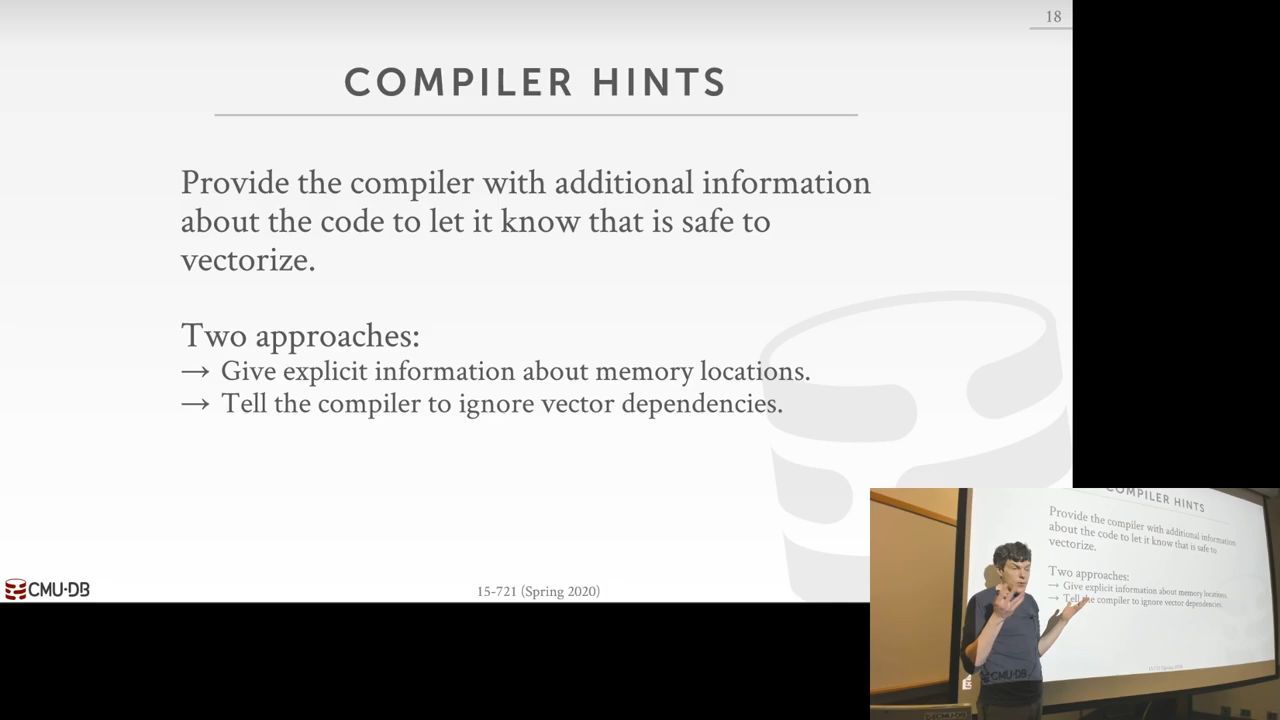 18
COMPILER HINTS
Provide the compiler with additional information
about the code to let it know that is safe to
vectorize.
Two approaches:
→ Give explicit information about memory locations.
→ Tell the compiler to ignore vector dependencies.
CMU·DB
15-721 (Spring 2020)
COMPILER HINTS
Provide the compiler with additional information
about the code to let it know that is safe to
vectorize.
Two approaches:
→ Give explicit information about memory locations.
→ Tell the compiler to ignore vector dependencies.
CMU·DB